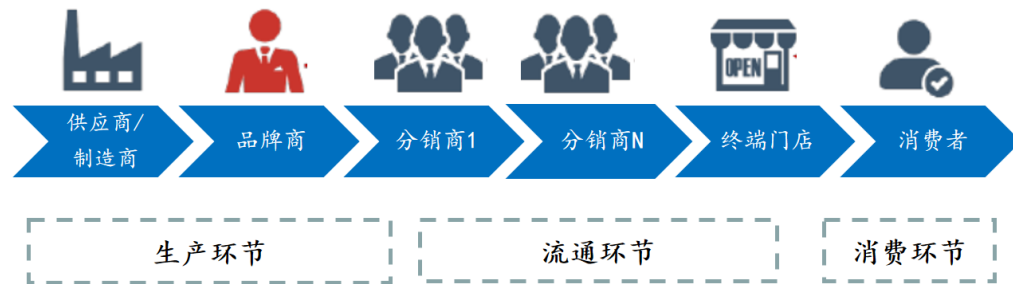 OPEN
供应商/
制造商
品牌商
分销商1
分销商N
终端门店
消费者
生产环节
流通环节
消费环节